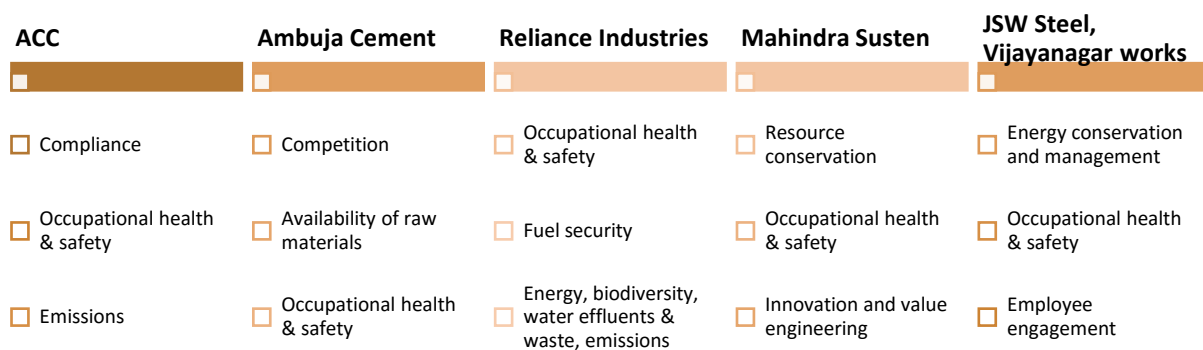 ACC
Compliance
Occupational health
& safety
Emissions
Ambuja Cement
Competition
Availability of raw
materials
Occupational health
& safety
Reliance Industries
Occupational health
& safety
Fuel security
Energy, biodiversity,
water effluents &
waste, emissions
Mahindra Susten
Resource
conservation
Occupational health
& safety
Innovation and value
engineering
JSW Steel,
Vijayanagar works
Energy conservation
and management
Occupational health
& safety
Employee
engagement